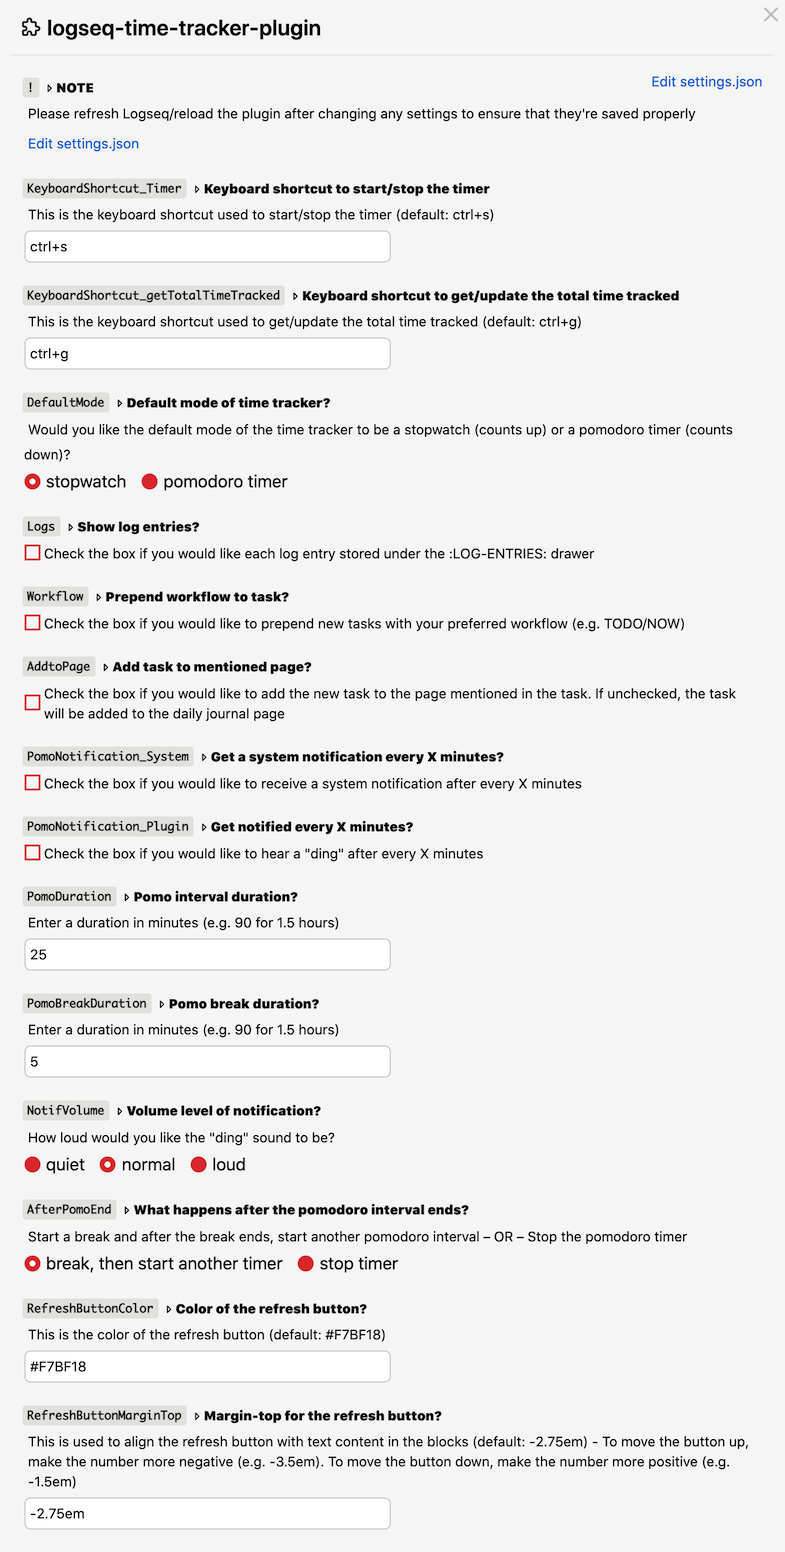 logseq-time-tracker-plugin
! NOTE
Edit settings.json
Please refresh Logseq/reload the plugin after changing any settings to ensure that they're saved properly
Edit settings.json
KeyboardShortcut_Timer Keyboard shortcut to start/stop the timer
This is the keyboard shortcut used to start/stop the timer (default: ctrl+s)
ctrl+s
KeyboardShortcut_getTotalTimeTracked Keyboard shortcut to get/update the total time tracked
This is the keyboard shortcut used to get/update the total time tracked (default: ctrl+g)
ctrl+g
DefaultMode Default mode of time tracker?
Would you like the default mode of the time tracker to be a stopwatch (counts up) or a pomodoro timer (counts
down)?
stopwatch pomodoro timer
Logs Show log entries?
Check the box if you would like each log entry stored under the :LOG-ENTRIES: drawer
Workflow Prepend workflow to task?
Check the box if you would like to prepend new tasks with your preferred workflow (e.g. TODO/NOW)
AddtoPage Add task to mentioned page?
Check the box if you would like to add the new task to the page mentioned in the task. If unchecked, the task
will be added to the daily journal page
PomoNotification_System Get a system notification every X minutes?
Check the box if you would like to receive a system notification after every X minutes
PomoNotification_Plugin Get notified every X minutes?
Check the box if you would like to hear a "ding" after every X minutes
PomoDuration Pomo interval duration?
Enter a duration in minutes (e.g. 90 for 1.5 hours)
25
PomoBreakDuration Pomo break duration?
Enter a duration in minutes (e.g. 90 for 1.5 hours)
5
NotifVolume Volume level of notification?
How loud would you like the "ding" sound to be?
quiet normal loud
AfterPomoEnd What happens after the pomodoro interval ends?
Start a break and after the break ends, start another pomodoro interval – OR – Stop the pomodoro timer
break, then start another timer stop timer
RefreshButtonColor Color of the refresh button?
This is the color of the refresh button (default: #F7BF18)
#F7BF18
RefreshButtonMarginTop Margin-top for the refresh button?
This is used to align the refresh button with text content in the blocks (default: -2.75em) - To move the button up,
make the number more negative (e.g. -3.5em). To move the button down, make the number more positive (e.g.
-1.5em)
-2.75em